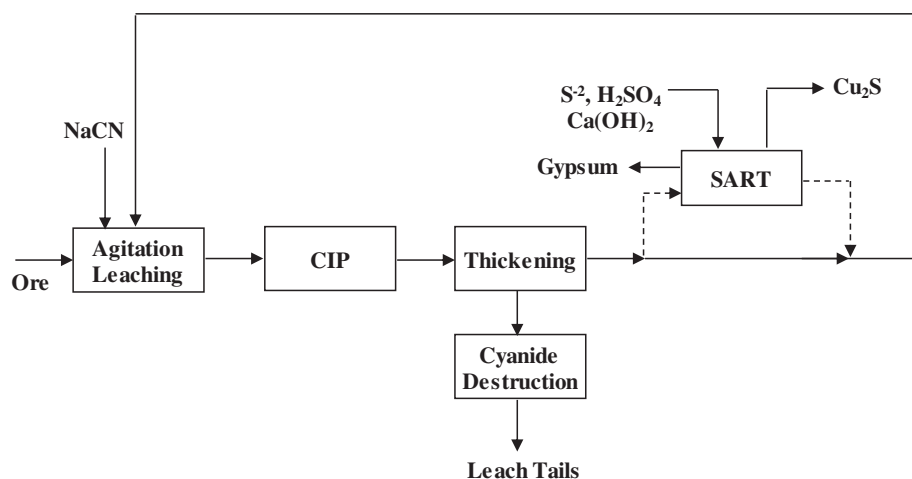 S⁻², H₂SO₄
Ca(OH)₂
Cu₂S
NaCN
Gypsum
SART
Ore
Agitation
Leaching
CIP
Thickening
Cyanide
Destruction
Leach Tails